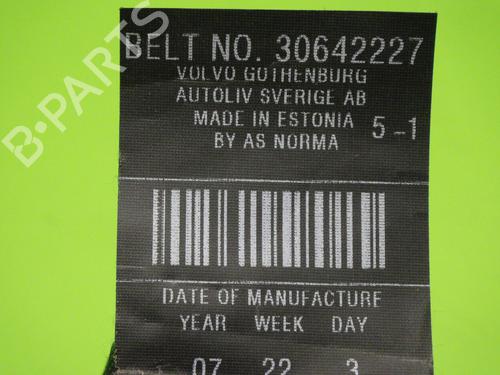 BELT NO. 30642227
VOLVO GOTHENBURG
AUTOLIV SVERIGE AB
MADE IN ESTONIA 5-1
BY AS NORMA
DATE OF MANUFACTURE
YEAR WEEK DAY
07 22 3
B-PARTS